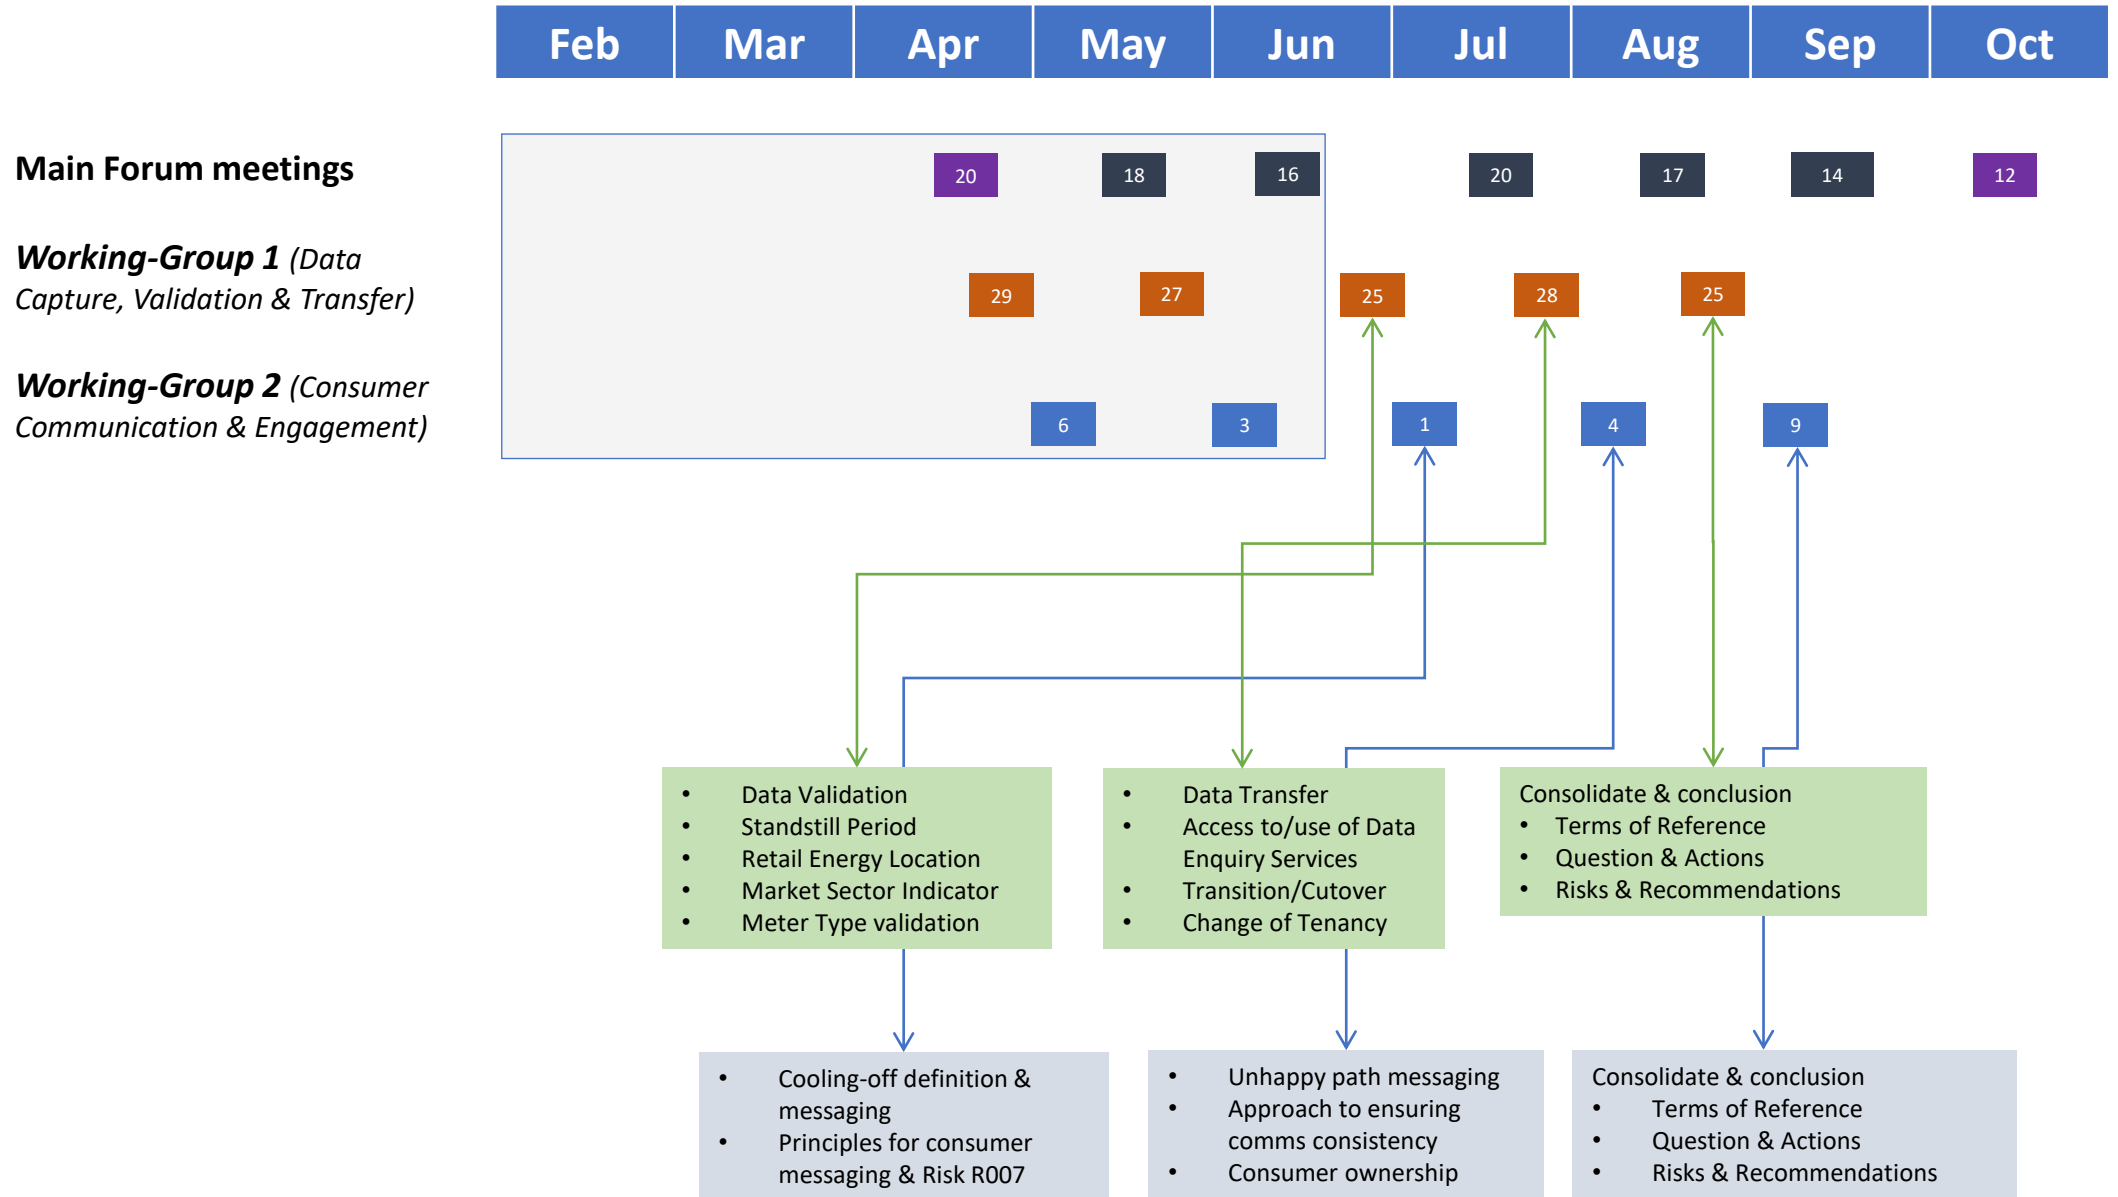 Feb Mar Apr May Jun Jul Aug Sep Oct
Main Forum meetings
20 18 16 20 17 14 12
Working-Group 1 (Data
Capture, Validation & Transfer)
29 27 25 28 25
Working-Group 2 (Consumer
Communication & Engagement)
6 3 1 4 9
• Data Validation
• Standstill Period
• Retail Energy Location
• Market Sector Indicator
• Meter Type validation
• Data Transfer
• Access to/use of Data
Enquiry Services
• Transition/Cutover
• Change of Tenancy
Consolidate & conclusion
• Terms of Reference
• Question & Actions
• Risks & Recommendations
• Cooling-off definition &
messaging
• Principles for consumer
messaging & Risk R007
• Unhappy path messaging
• Approach to ensuring
comms consistency
• Consumer ownership
Consolidate & conclusion
• Terms of Reference
• Question & Actions
• Risks & Recommendations